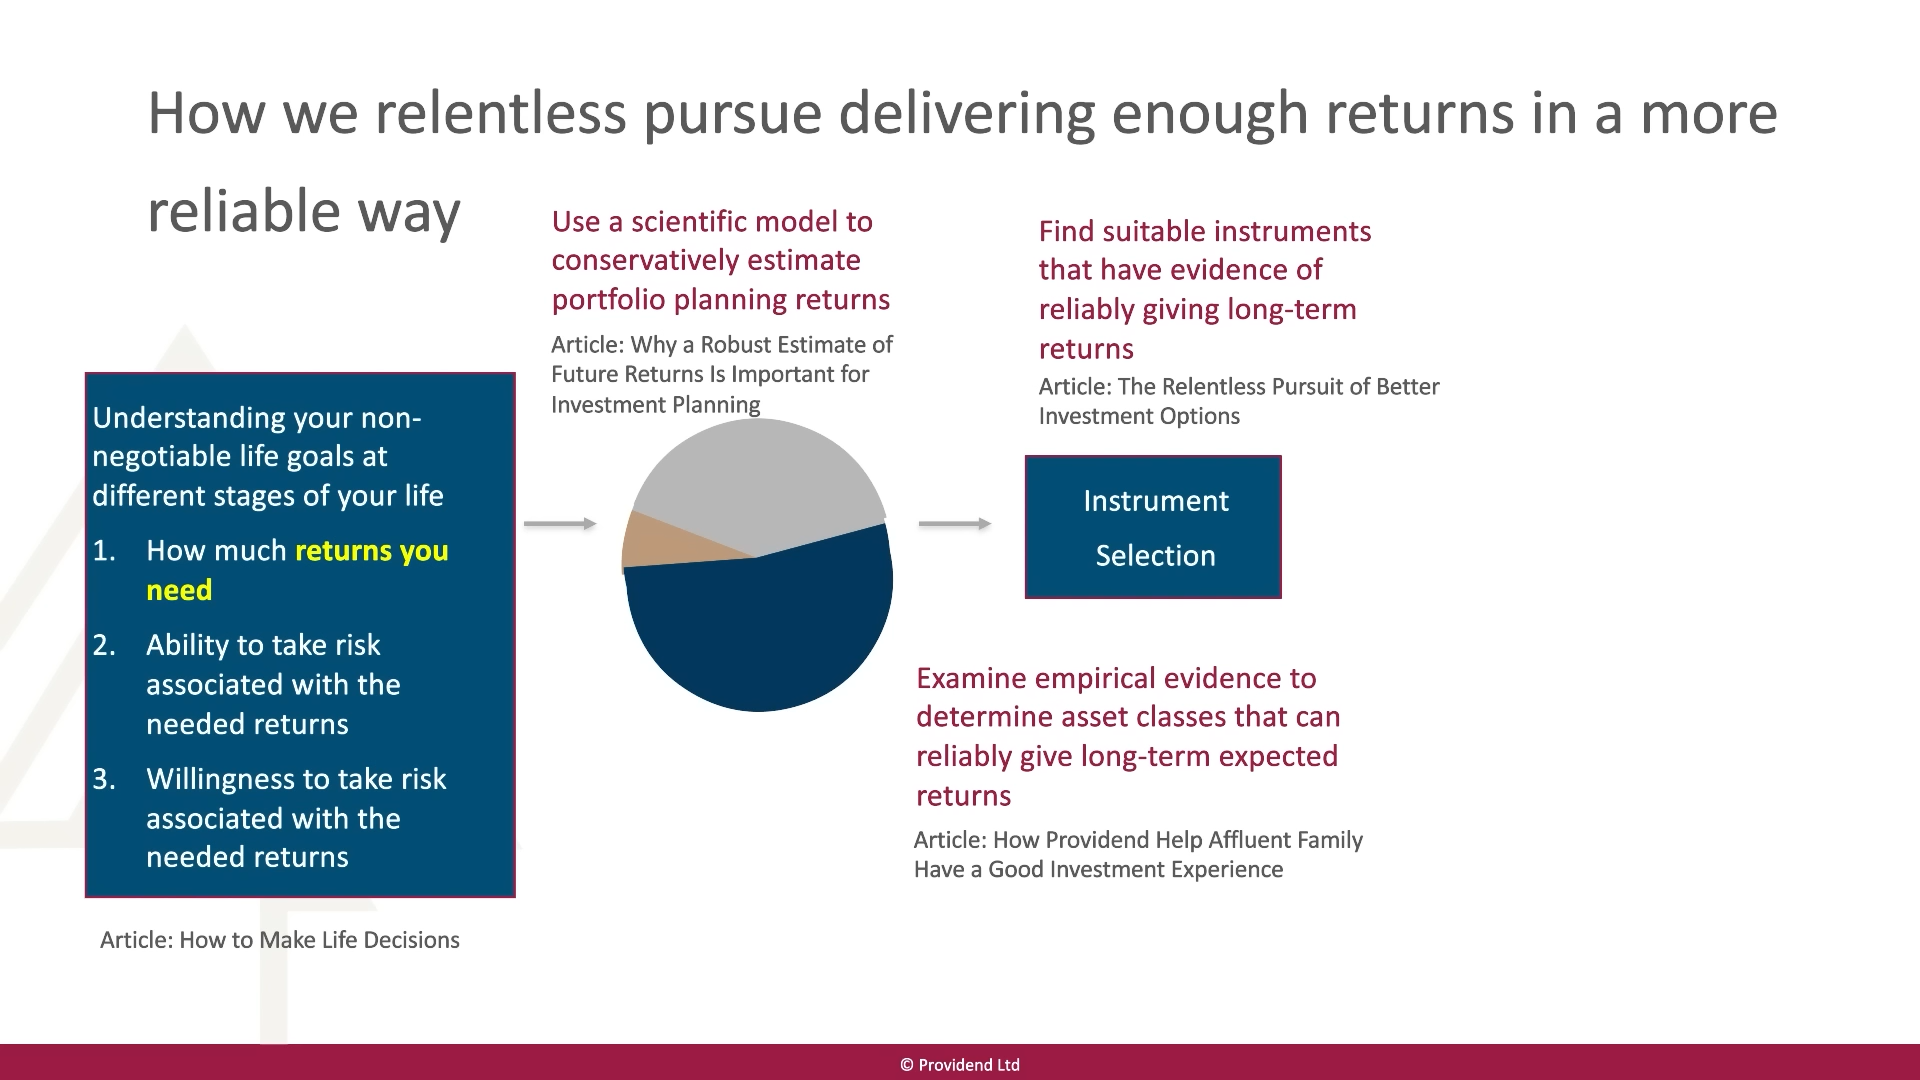 How we relentless pursue delivering enough returns in a more
reliable way
Understanding your non-
negotiable life goals at
different stages of your life
1. How much returns you
need
2. Ability to take risk
associated with the
needed returns
3. Willingness to take risk
associated with the
needed returns
Article: How to Make Life Decisions
Use a scientific model to
conservatively estimate
portfolio planning returns
Article: Why a Robust Estimate of
Future Returns Is Important for
Investment Planning
Find suitable instruments
that have evidence of
reliably giving long-term
returns
Article: The Relentless Pursuit of Better
Investment Options
Instrument
Selection
Examine empirical evidence to
determine asset classes that can
reliably give long-term expected
returns
Article: How Providend Help Affluent Family
Have a Good Investment Experience
© Providend Ltd